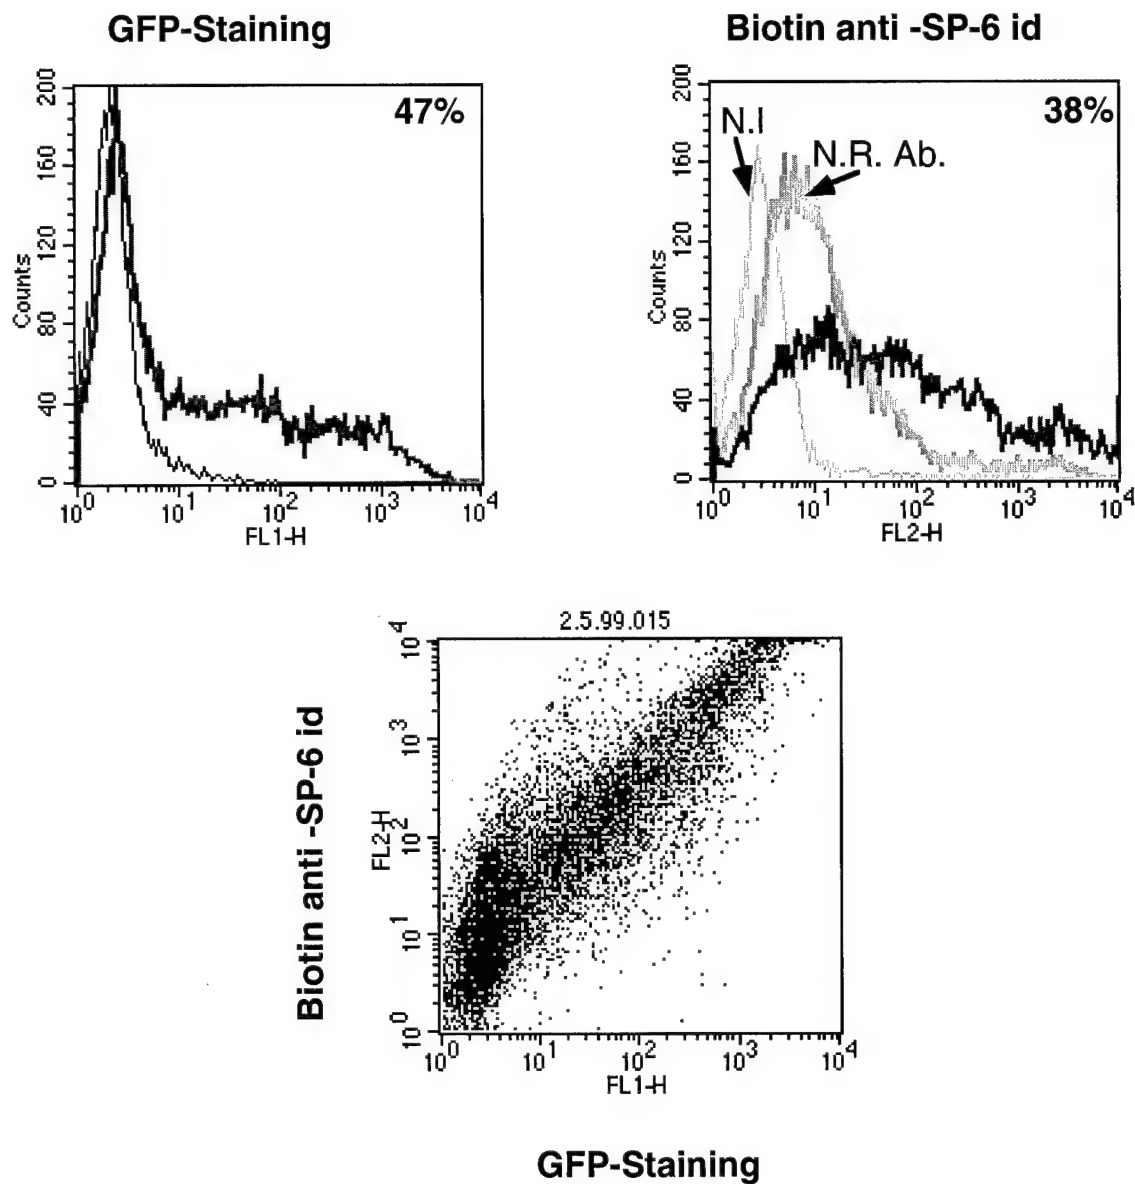 GFP-Staining
Biotin anti -SP-6 id
47%
200
160
120
80
40
0
Counts
10^0 10^1 10^2 10^3 10^4
FL1-H
38%
N.I
N.R. Ab.
200
160
120
80
40
0
Counts
10^0 10^1 10^2 10^3 10^4
FL2-H
2.5.99.015
Biotin anti -SP-6 id
FL2-H
10^4
10^3
10^2
10^1
10^0
10^0 10^1 10^2 10^3 10^4
FL1-H
GFP-Staining